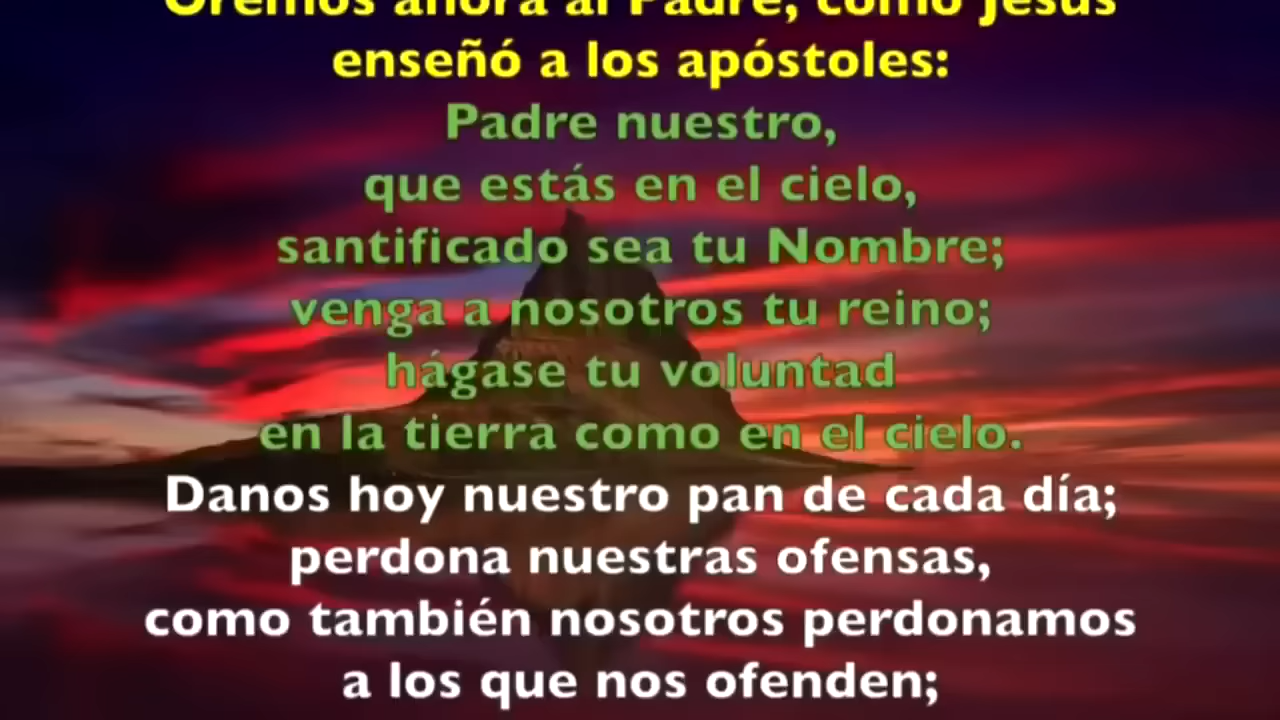 Oremos ahora al Padre, como Jesús
enseñó a los apóstoles:
Padre nuestro,
que estás en el cielo,
santificado sea tu Nombre;
venga a nosotros tu reino;
hágase tu voluntad
en la tierra como en el cielo.
Danos hoy nuestro pan de cada día;
perdona nuestras ofensas,
como también nosotros perdonamos
a los que nos ofenden;